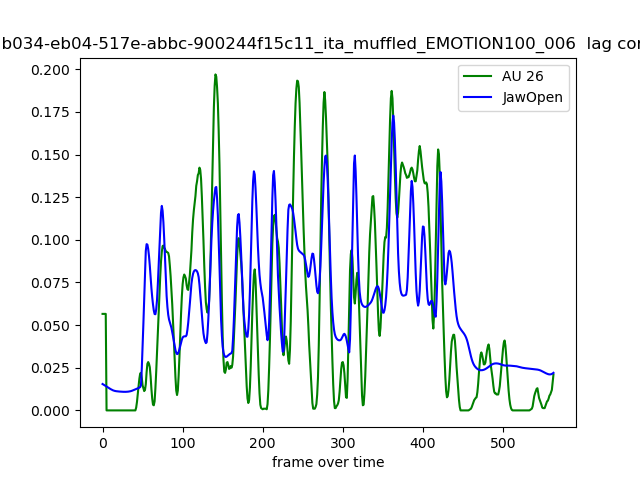 b034-eb04-517e-abbc-900244f15c11_ita_muffled_EMOTION100_006 lag cor
AU 26
JawOpen
0.200
0.175
0.150
0.125
0.100
0.075
0.050
0.025
0.000
0 100 200 300 400 500
frame over time